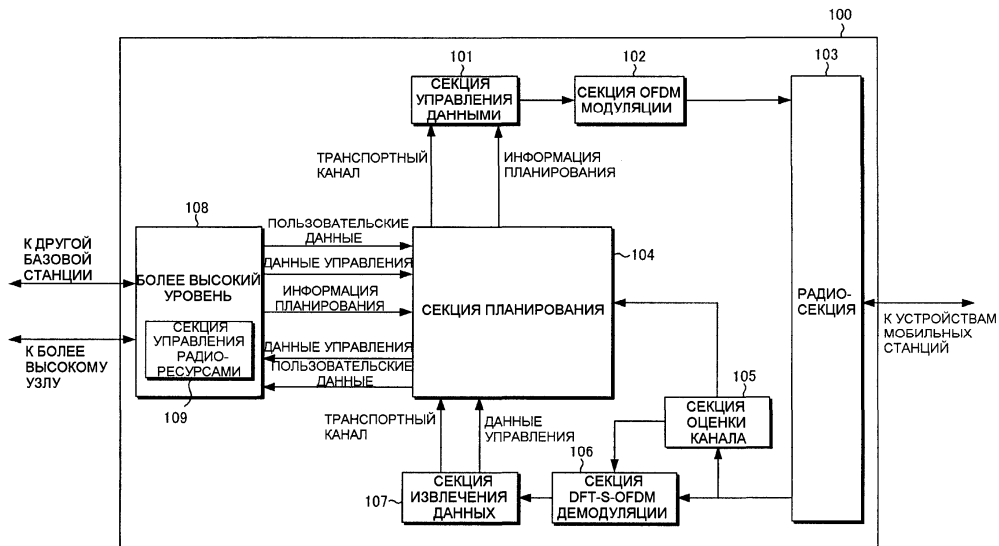 100
101
СЕКЦИЯ
УПРАВЛЕНИЯ
ДАННЫМИ
102
СЕКЦИЯ OFDM
МОДУЛЯЦИИ
103
РАДИО-
СЕКЦИЯ
ТРАНСПОРТНЫЙ
КАНАЛ
ИНФОРМАЦИЯ
ПЛАНИРОВАНИЯ
108
БОЛЕЕ ВЫСОКИЙ
УРОВЕНЬ
СЕКЦИЯ
УПРАВЛЕНИЯ
РАДИО-
РЕСУРСАМИ
109
К ДРУГОЙ
БАЗОВОЙ
СТАНЦИИ
К БОЛЕЕ
ВЫСОКОМУ
УЗЛУ
ПОЛЬЗОВАТЕЛЬСКИЕ
ДАННЫЕ
ДАННЫЕ УПРАВЛЕНИЯ
ИНФОРМАЦИЯ
ПЛАНИРОВАНИЯ
ДАННЫЕ УПРАВЛЕНИЯ
ПОЛЬЗОВАТЕЛЬСКИЕ
ДАННЫЕ
104
СЕКЦИЯ ПЛАНИРОВАНИЯ
К УСТРОЙСТВАМ
МОБИЛЬНЫХ
СТАНЦИЙ
105
СЕКЦИЯ
ОЦЕНКИ
КАНАЛА
ТРАНСПОРТНЫЙ
КАНАЛ
ДАННЫЕ
УПРАВЛЕНИЯ
106
СЕКЦИЯ
DFT-S-OFDM
ДЕМОДУЛЯЦИИ
107
СЕКЦИЯ
ИЗВЛЕЧЕНИЯ
ДАННЫХ